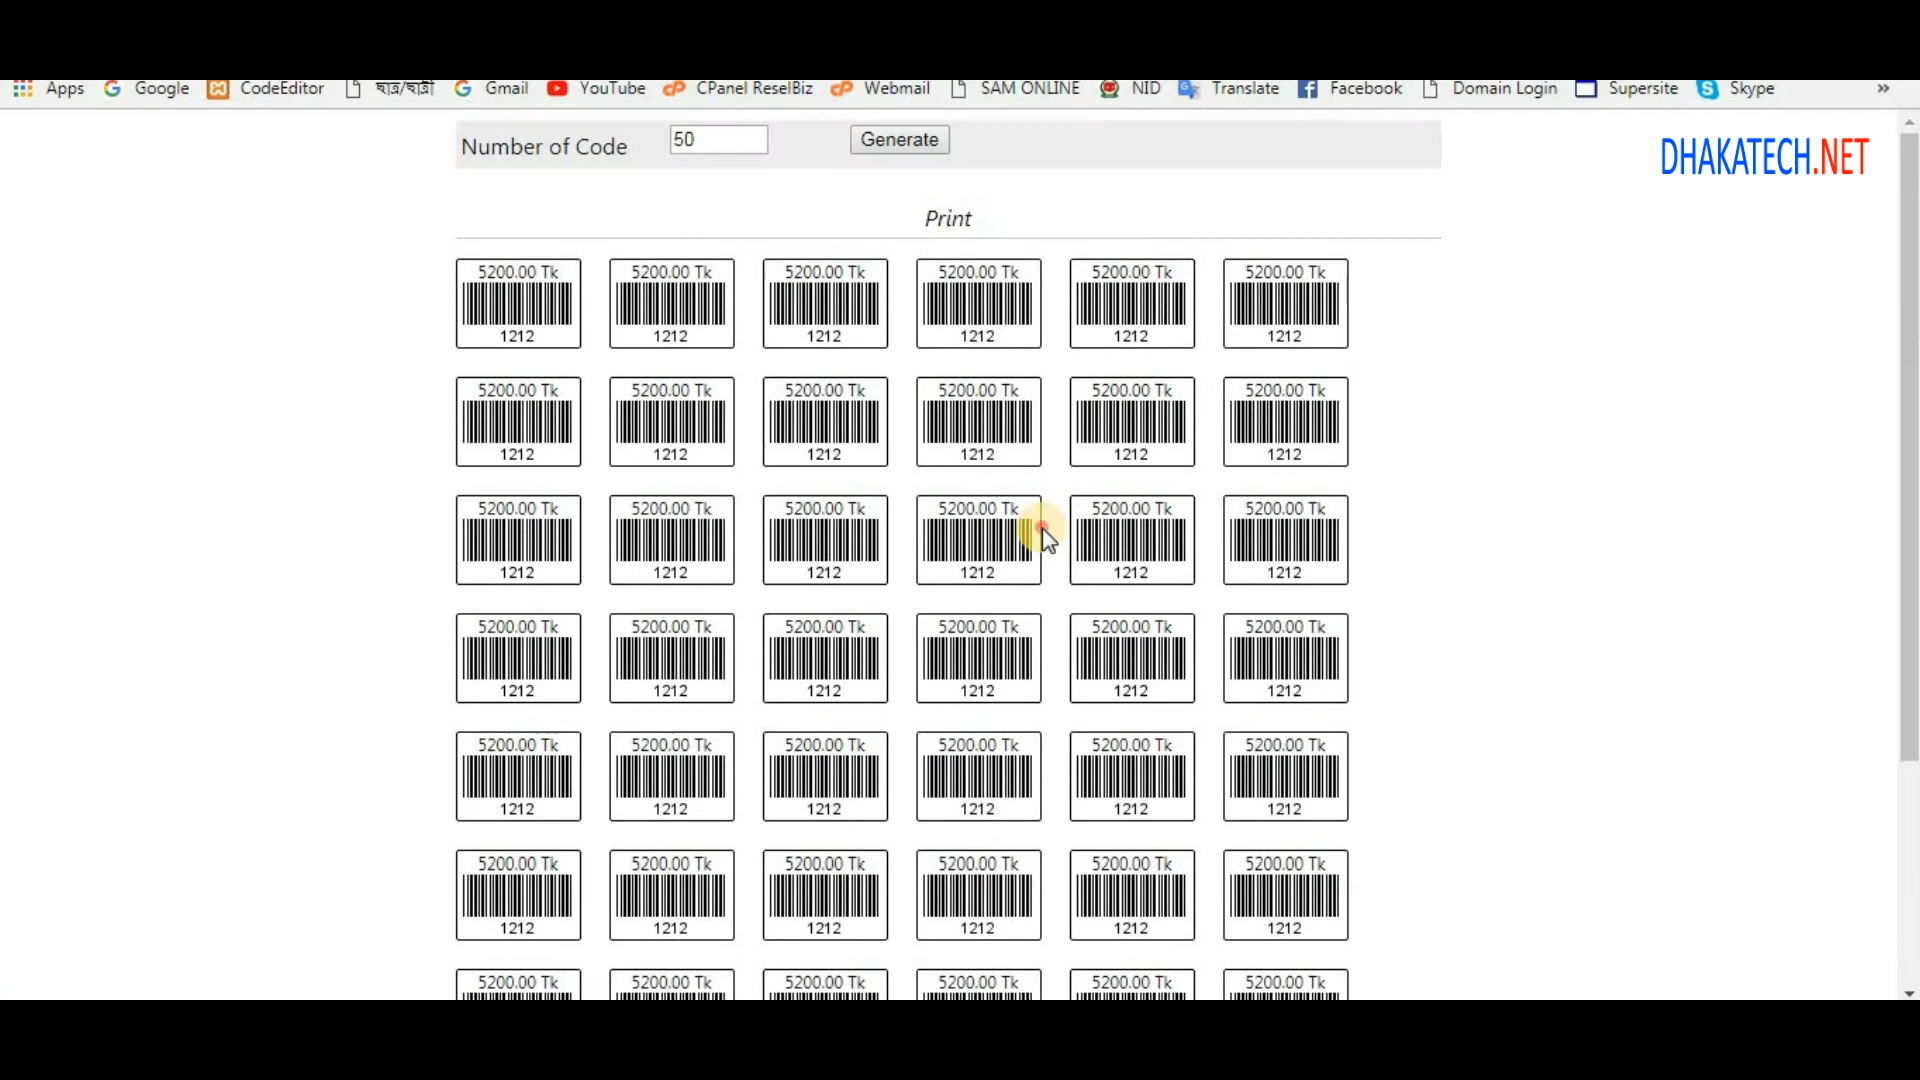 Apps Google CodeEditor ছাত্র/ছাত্রী Gmail YouTube CPanel ReselBiz Webmail SAM ONLINE NID Translate Facebook Domain Login Supersite Skype »
Number of Code 50 Generate
DHAKATECH.NET
Print
5200.00 Tk 5200.00 Tk 5200.00 Tk 5200.00 Tk 5200.00 Tk 5200.00 Tk
1212 1212 1212 1212 1212 1212
5200.00 Tk 5200.00 Tk 5200.00 Tk 5200.00 Tk 5200.00 Tk 5200.00 Tk
1212 1212 1212 1212 1212 1212
5200.00 Tk 5200.00 Tk 5200.00 Tk 5200.00 Tk 5200.00 Tk 5200.00 Tk
1212 1212 1212 1212 1212 1212
5200.00 Tk 5200.00 Tk 5200.00 Tk 5200.00 Tk 5200.00 Tk 5200.00 Tk
1212 1212 1212 1212 1212 1212
5200.00 Tk 5200.00 Tk 5200.00 Tk 5200.00 Tk 5200.00 Tk 5200.00 Tk
1212 1212 1212 1212 1212 1212
5200.00 Tk 5200.00 Tk 5200.00 Tk 5200.00 Tk 5200.00 Tk 5200.00 Tk
1212 1212 1212 1212 1212 1212
5200.00 Tk 5200.00 Tk 5200.00 Tk 5200.00 Tk 5200.00 Tk 5200.00 Tk